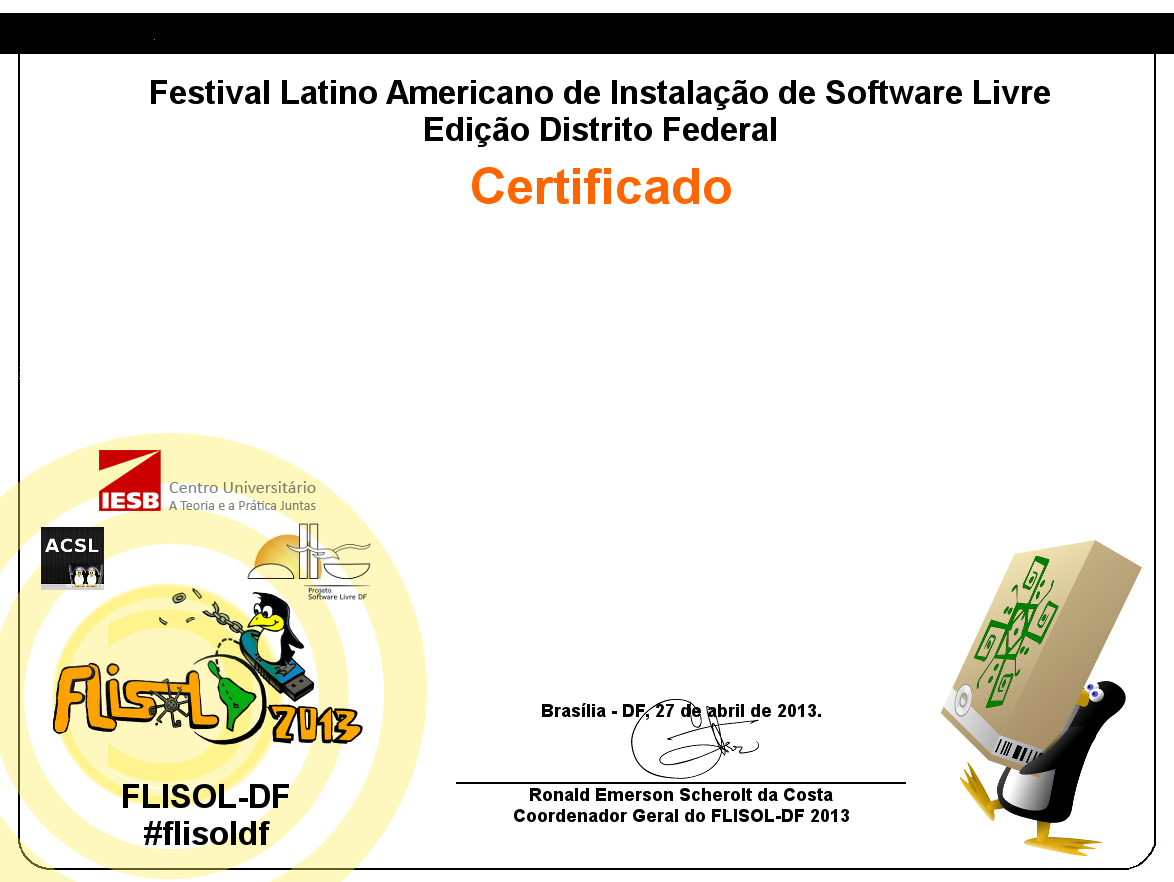 Festival Latino Americano de Instalação de Software Livre
Edição Distrito Federal
Certificado
IESB
Centro Universitário
A Teoria e a Prática Juntas
ACSL
Projeto
Software Livre DF
FLISOL
2013
FLISOL-DF
#flisoldf
Brasília - DF, 27 de abril de 2013.
Ronald Emerson Scherolt da Costa
Coordenador Geral do FLISOL-DF 2013